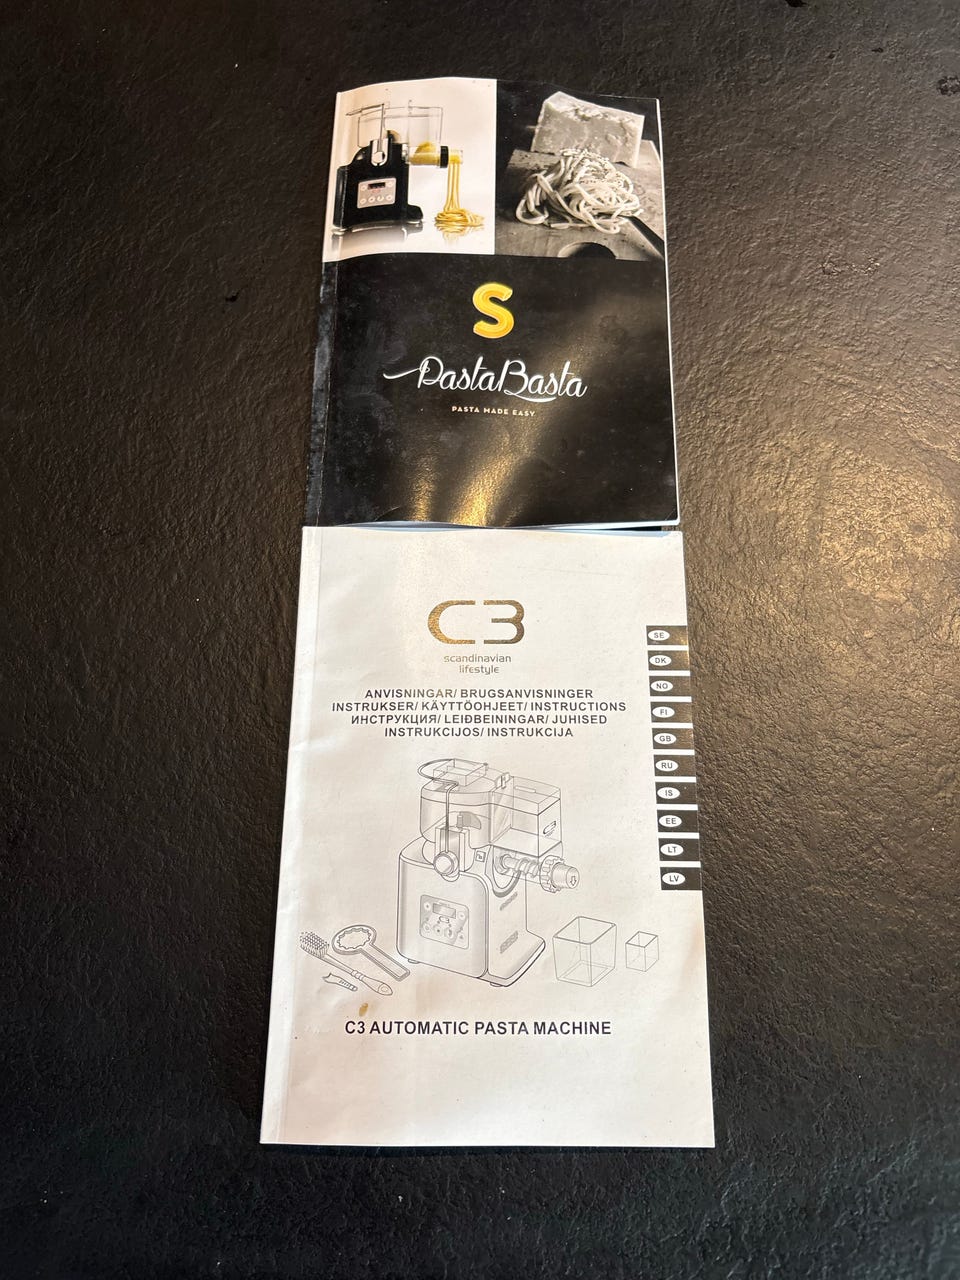 S
PastaBasta
PASTA MADE EASY
C3
scandinavian
lifestyle
ANVISNINGAR/ BRUGSANVISNINGER
INSTRUKSER/ KÄYTTÖOHJEET/ INSTRUCTIONS
ИНСТРУКЦИЯ/ LEIÐBEININGAR/ JUHISED
INSTRUKCIJOS/ INSTRUKCIJA
SE
DK
NO
FI
GB
RU
IS
EE
LT
LV
C3 AUTOMATIC PASTA MACHINE